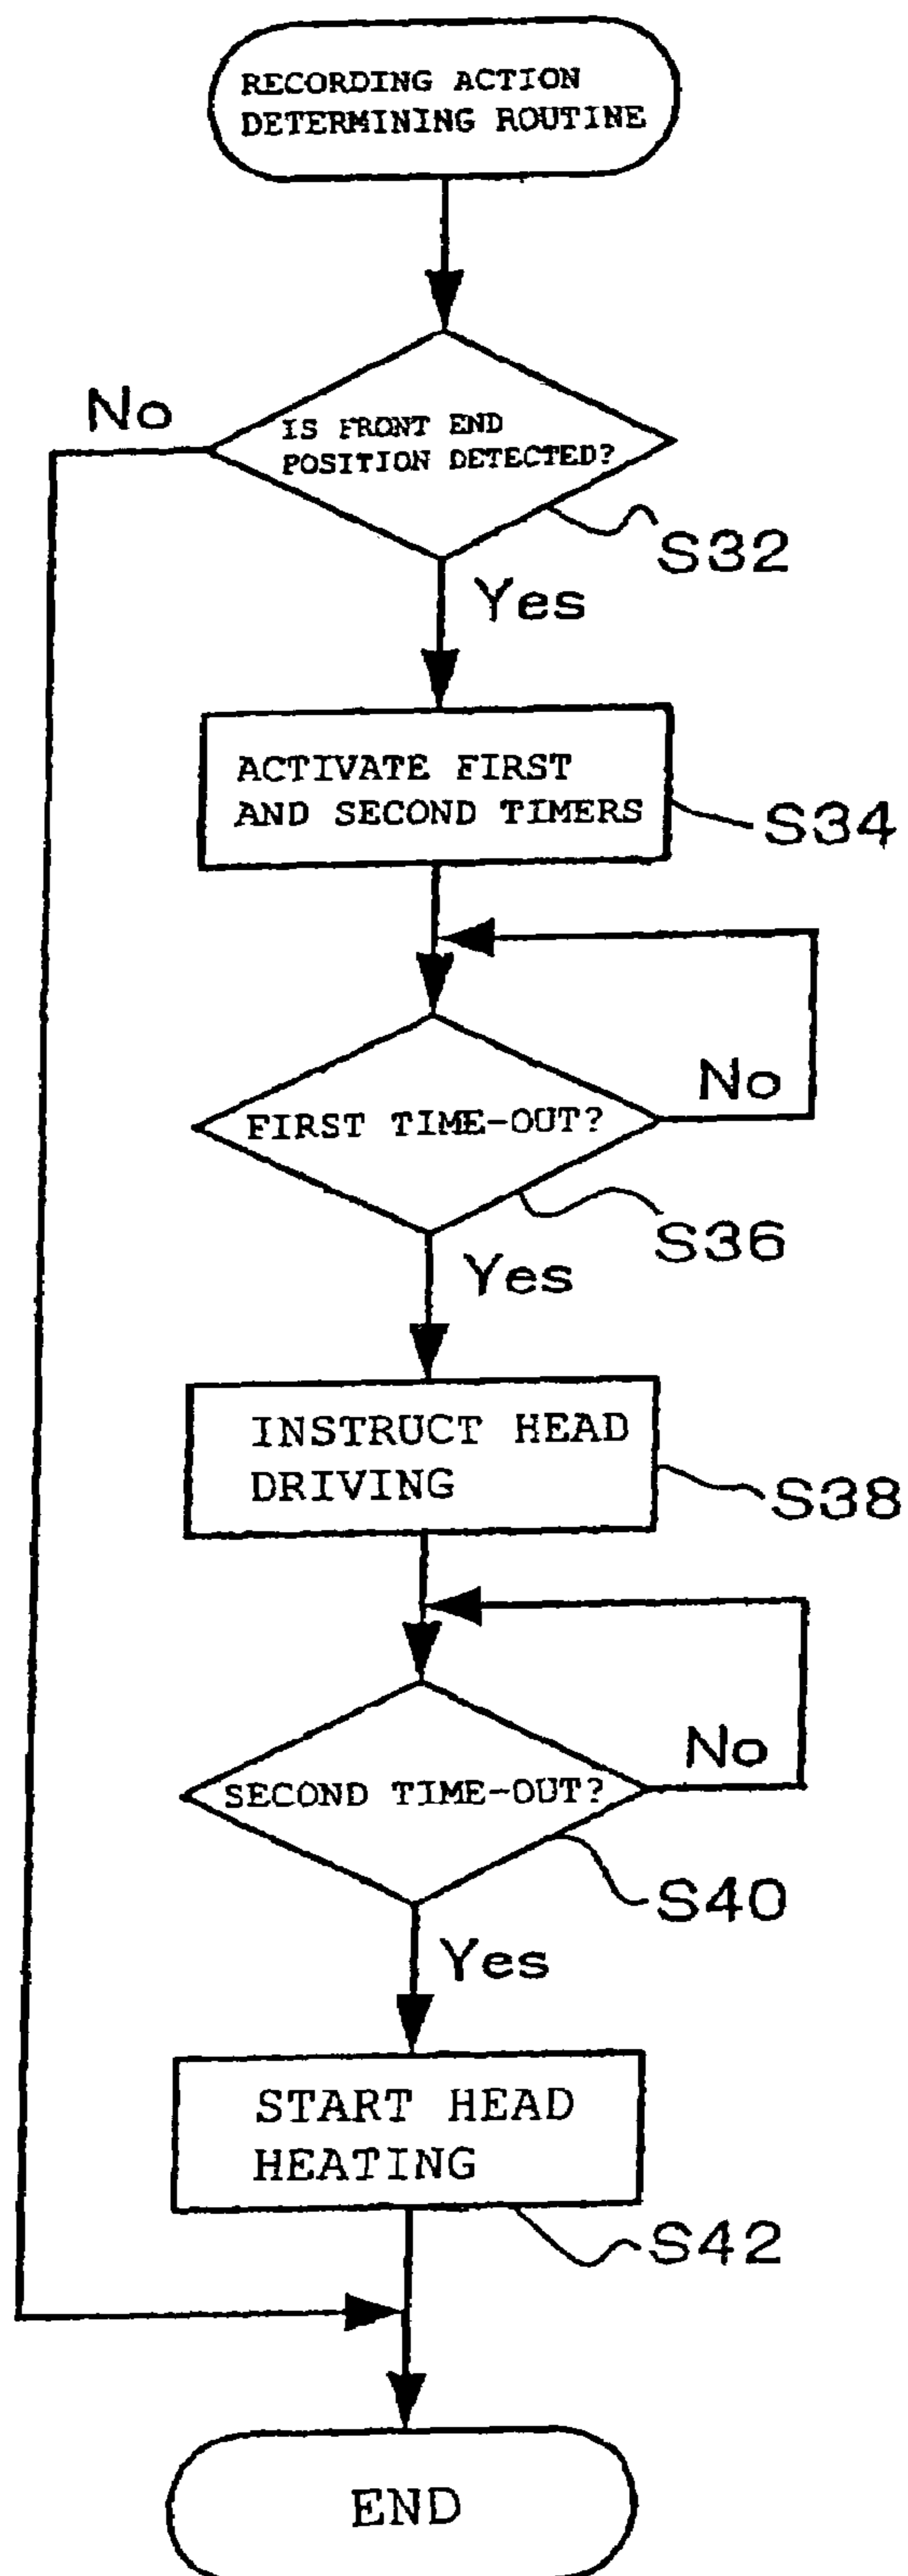 RECORDING ACTION
DETERMINING ROUTINE
No
IS FRONT END
POSITION DETECTED?
S32
Yes
ACTIVATE FIRST
AND SECOND TIMERS
S34
No
FIRST TIME-OUT?
S36
Yes
INSTRUCT HEAD
DRIVING
S38
No
SECOND TIME-OUT?
S40
Yes
START HEAD
HEATING
S42
END